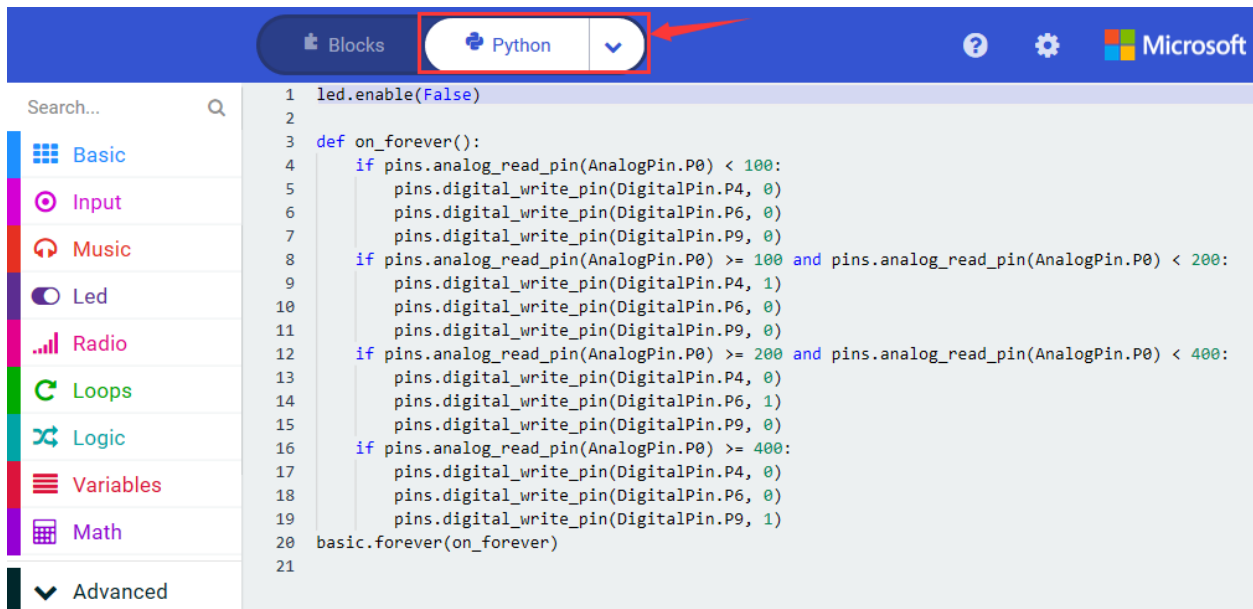 Blocks Python Microsoft
Search...
Basic
Input
Music
Led
Radio
Loops
Logic
Variables
Math
Advanced
1 led.enable(False)
2
3 def on_forever():
4     if pins.analog_read_pin(AnalogPin.P0) < 100:
5         pins.digital_write_pin(DigitalPin.P4, 0)
6         pins.digital_write_pin(DigitalPin.P6, 0)
7         pins.digital_write_pin(DigitalPin.P9, 0)
8     if pins.analog_read_pin(AnalogPin.P0) >= 100 and pins.analog_read_pin(AnalogPin.P0) < 200:
9         pins.digital_write_pin(DigitalPin.P4, 1)
10         pins.digital_write_pin(DigitalPin.P6, 0)
11         pins.digital_write_pin(DigitalPin.P9, 0)
12     if pins.analog_read_pin(AnalogPin.P0) >= 200 and pins.analog_read_pin(AnalogPin.P0) < 400:
13         pins.digital_write_pin(DigitalPin.P4, 0)
14         pins.digital_write_pin(DigitalPin.P6, 1)
15         pins.digital_write_pin(DigitalPin.P9, 0)
16     if pins.analog_read_pin(AnalogPin.P0) >= 400:
17         pins.digital_write_pin(DigitalPin.P4, 0)
18         pins.digital_write_pin(DigitalPin.P6, 0)
19         pins.digital_write_pin(DigitalPin.P9, 1)
20 basic.forever(on_forever)
21